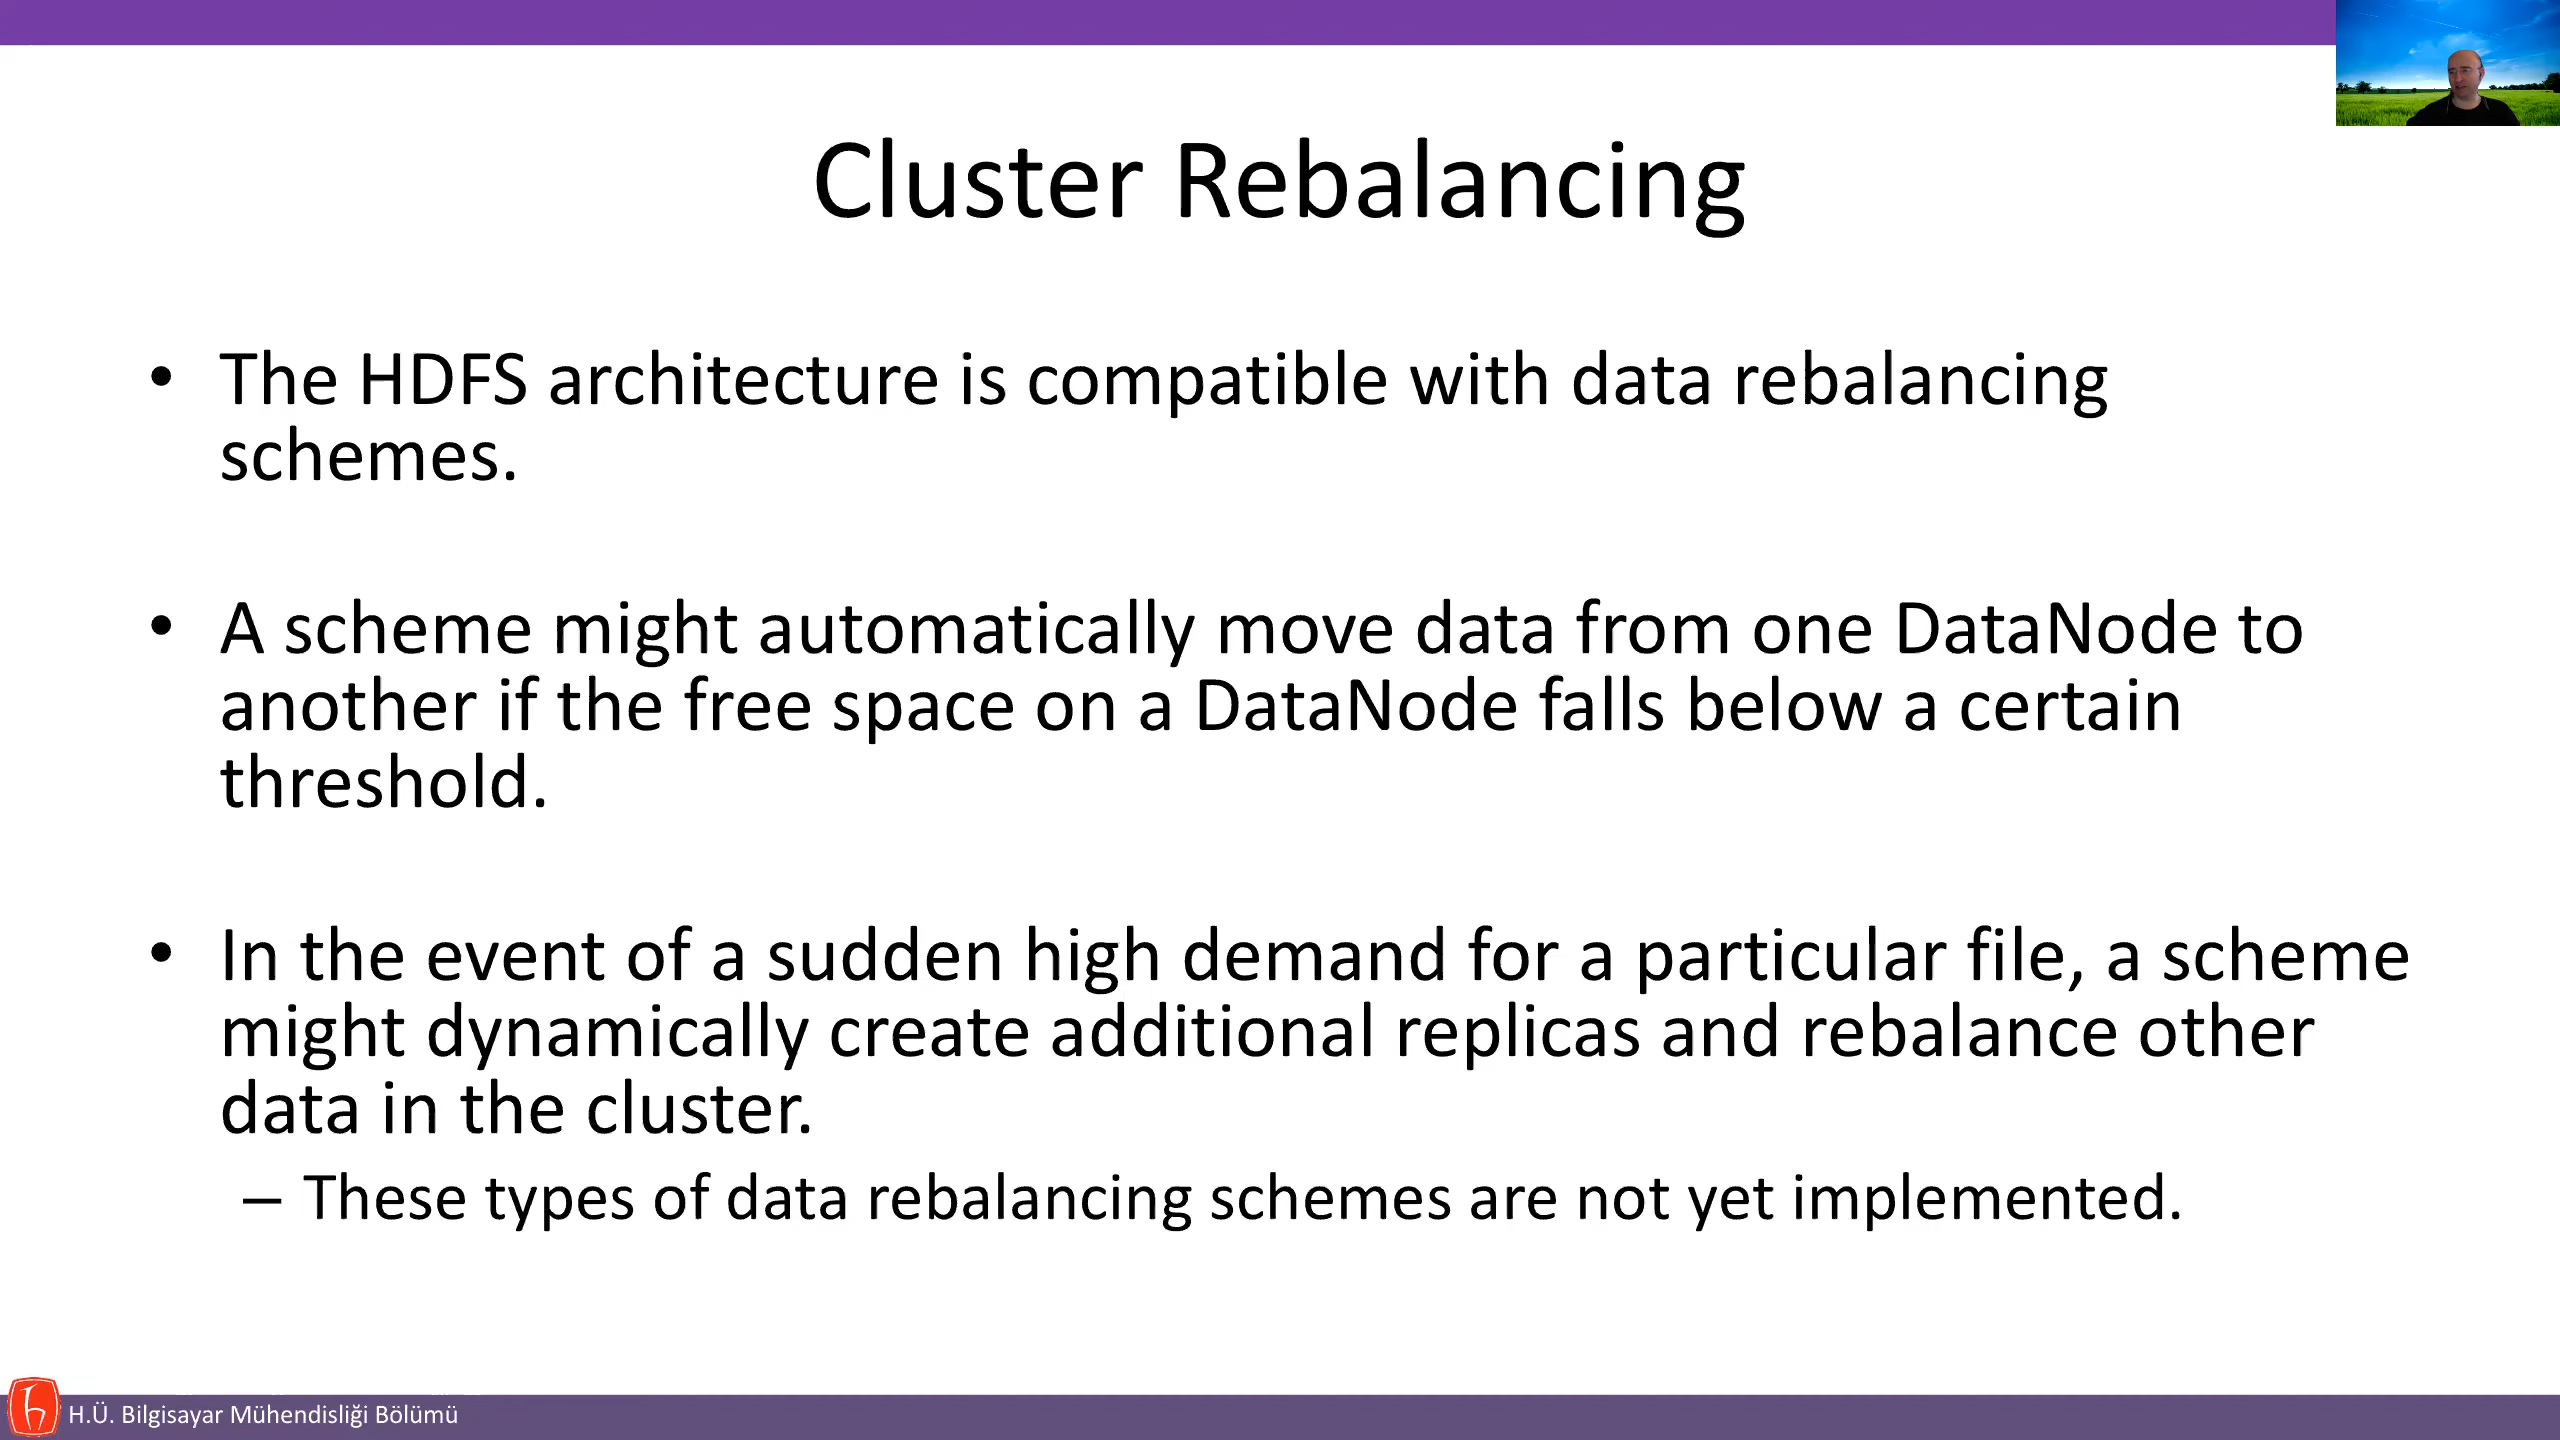 Cluster Rebalancing
• The HDFS architecture is compatible with data rebalancing
schemes.
• A scheme might automatically move data from one DataNode to
another if the free space on a DataNode falls below a certain
threshold.
• In the event of a sudden high demand for a particular file, a scheme
might dynamically create additional replicas and rebalance other
data in the cluster.
– These types of data rebalancing schemes are not yet implemented.
H.Ü. Bilgisayar Mühendisliği Bölümü